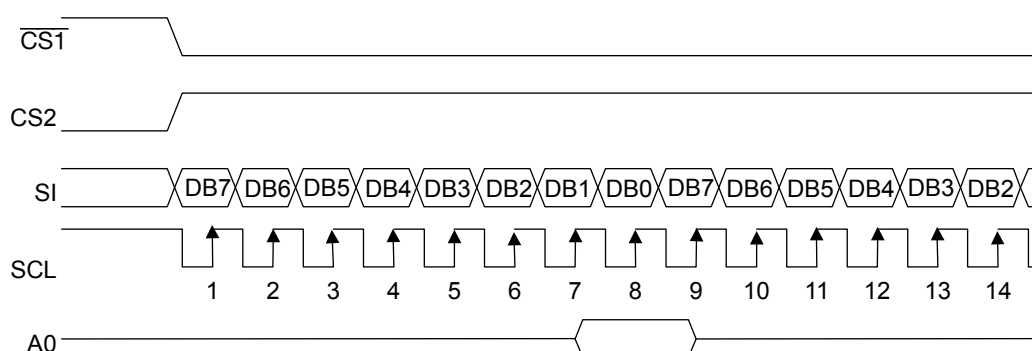 CS1
CS2
SI DB7 DB6 DB5 DB4 DB3 DB2 DB1 DB0 DB7 DB6 DB5 DB4 DB3 DB2
SCL
1 2 3 4 5 6 7 8 9 10 11 12 13 14
A0